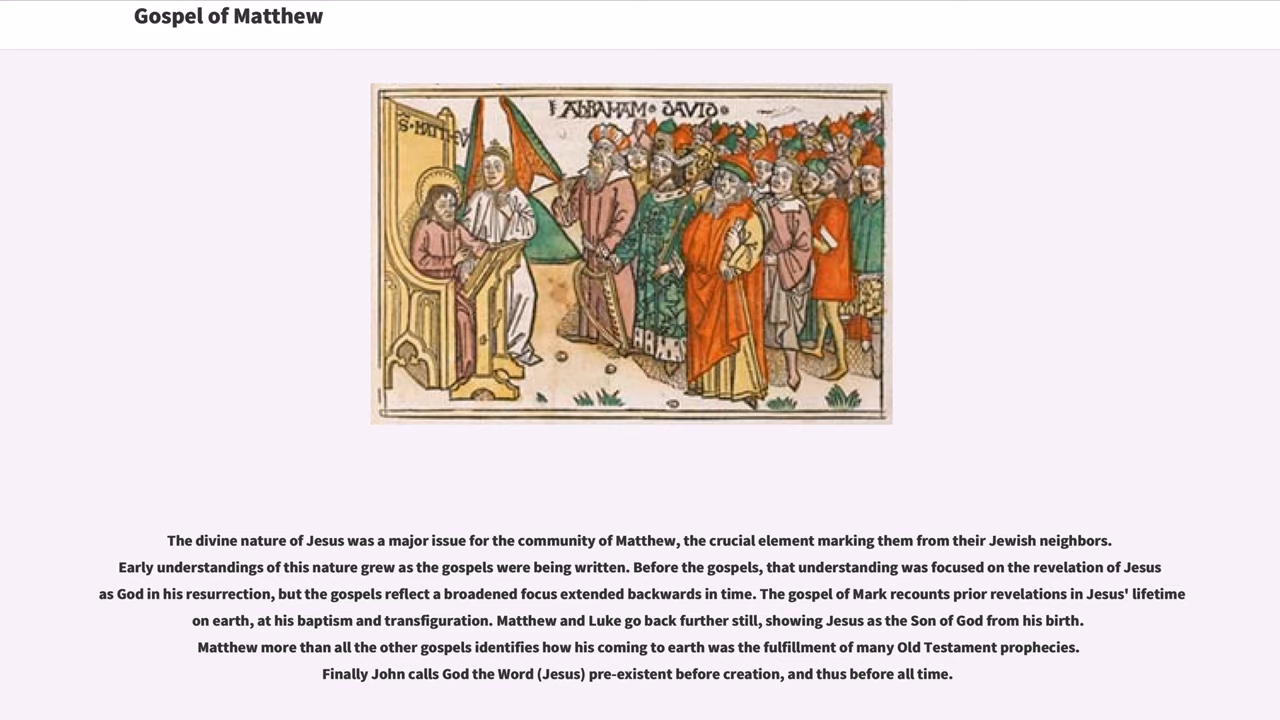 Gospel of Matthew
ABRAHAM DAVID
S·MATTHEVS
The divine nature of Jesus was a major issue for the community of Matthew, the crucial element marking them from their Jewish neighbors.
Early understandings of this nature grew as the gospels were being written. Before the gospels, that understanding was focused on the revelation of Jesus
as God in his resurrection, but the gospels reflect a broadened focus extended backwards in time. The gospel of Mark recounts prior revelations in Jesus' lifetime
on earth, at his baptism and transfiguration. Matthew and Luke go back further still, showing Jesus as the Son of God from his birth.
Matthew more than all the other gospels identifies how his coming to earth was the fulfillment of many Old Testament prophecies.
Finally John calls God the Word (Jesus) pre-existent before creation, and thus before all time.